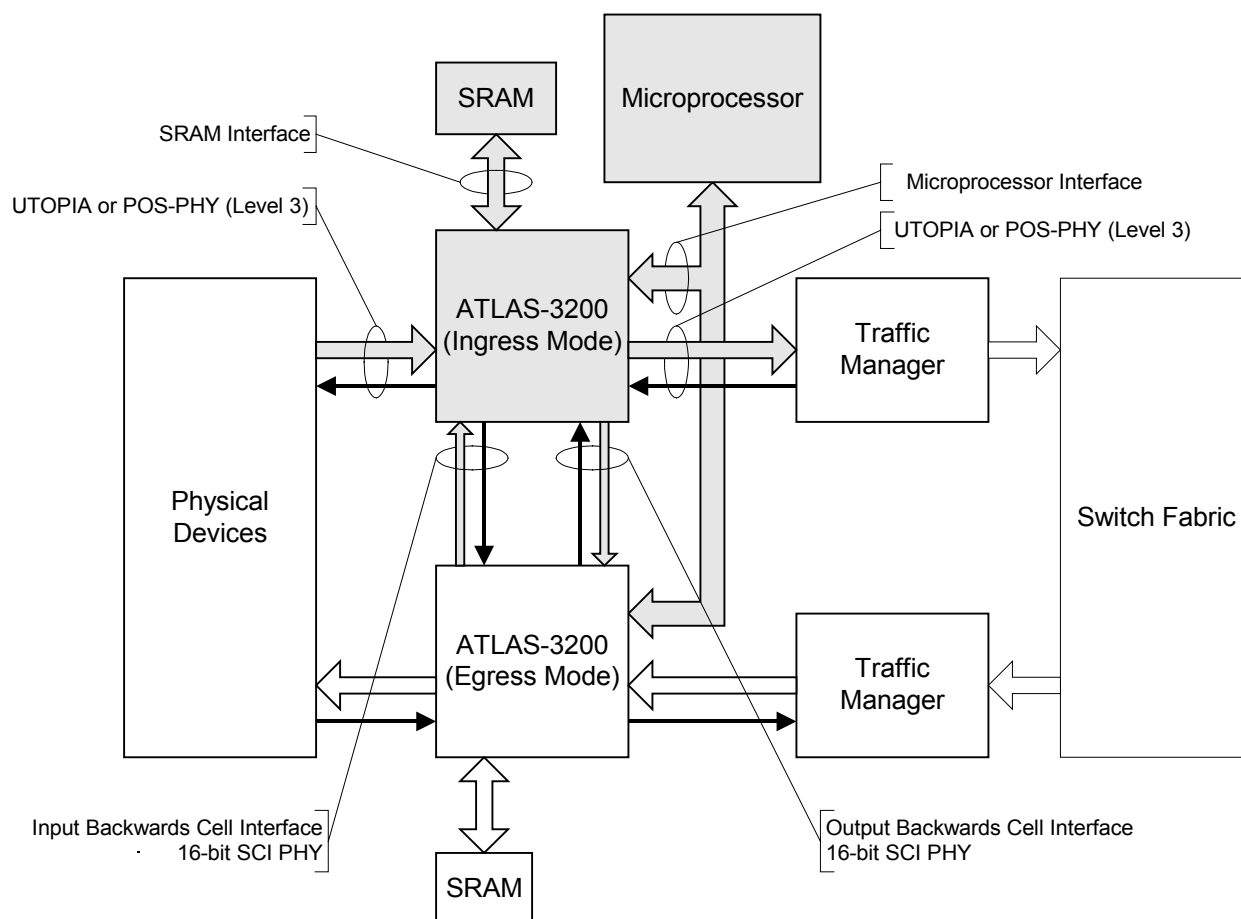 SRAM
Microprocessor
SRAM Interface
Microprocessor Interface
UTOPIA or POS-PHY (Level 3)
UTOPIA or POS-PHY (Level 3)
ATLAS-3200
(Ingress Mode)
Traffic
Manager
Physical
Devices
Switch Fabric
ATLAS-3200
(Egress Mode)
Traffic
Manager
Input Backwards Cell Interface
16-bit SCI PHY
Output Backwards Cell Interface
16-bit SCI PHY
SRAM